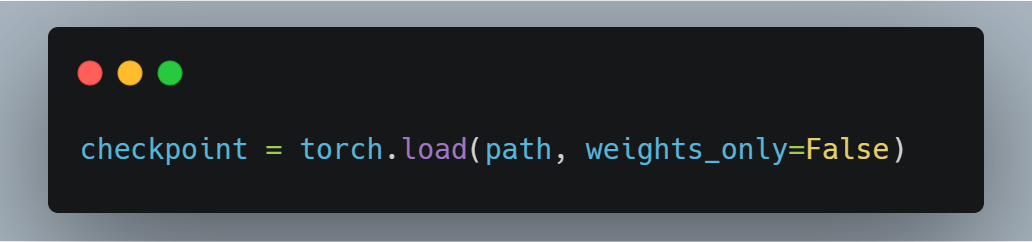 checkpoint = torch.load(path, weights_only=False)